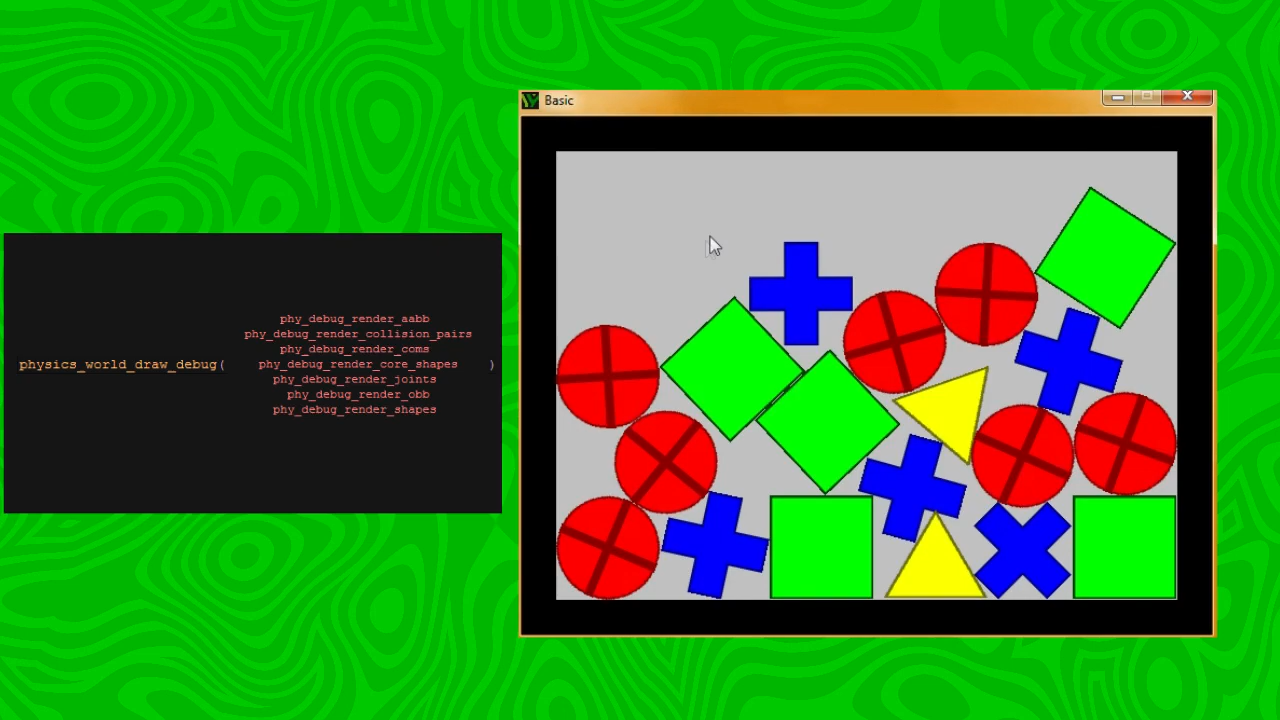 phy_debug_render_aabb
phy_debug_render_collision_pairs
phy_debug_render_coms
physics_world_draw_debug( phy_debug_render_core_shapes )
phy_debug_render_joints
phy_debug_render_obb
phy_debug_render_shapes
Basic